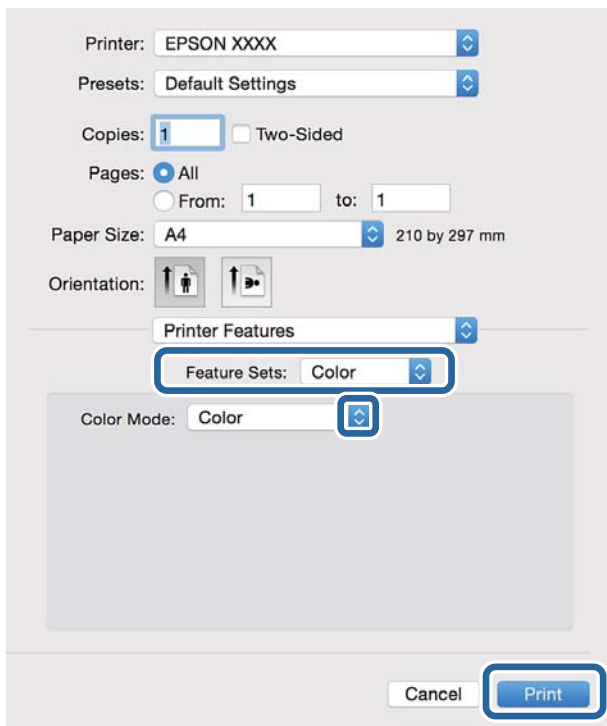 Printer: EPSON XXXX
Presets: Default Settings
Copies: 1 Two-Sided
Pages: All
From: 1 to: 1
Paper Size: A4 210 by 297 mm
Orientation:
Printer Features
Feature Sets: Color
Color Mode: Color
Cancel Print